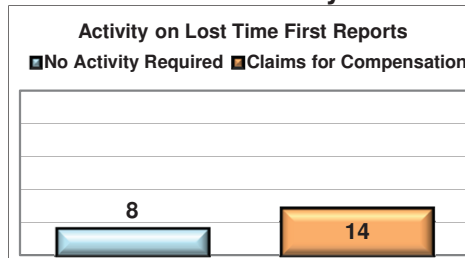 Activity on Lost Time First Reports
No Activity Required Claims for Compensation
8
14